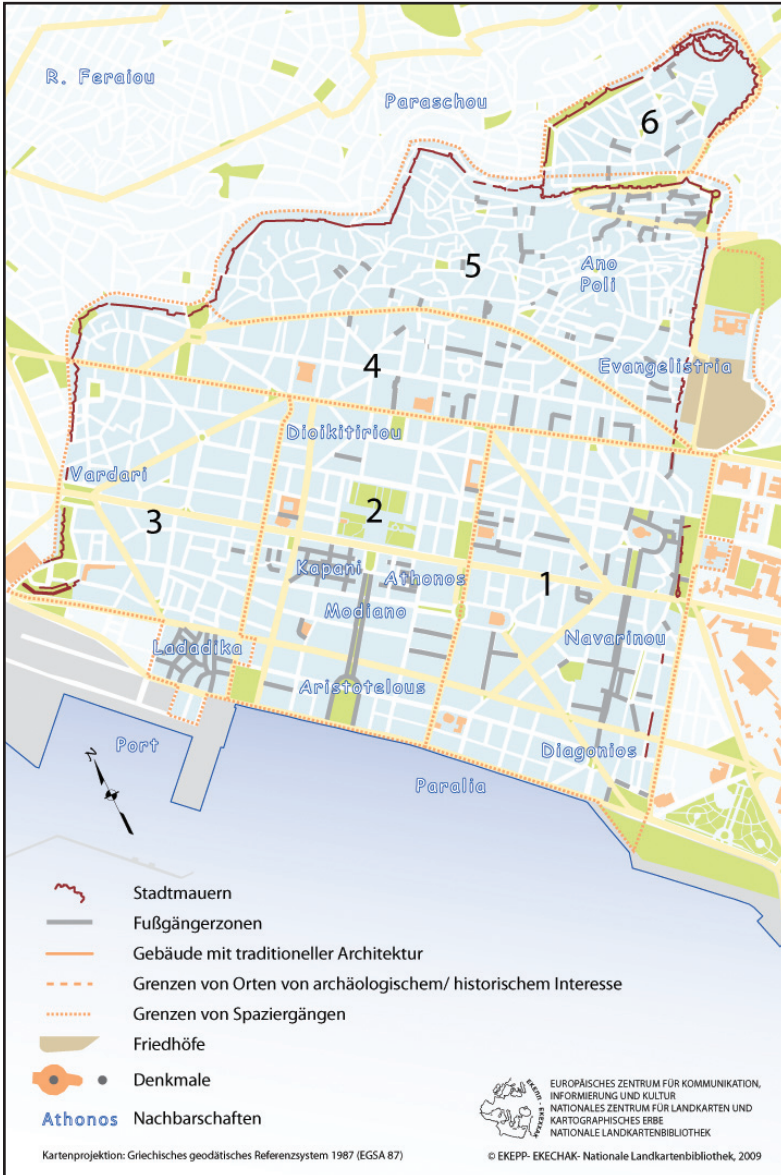 R. Feraiou
Paraschou
6
5
Ano
Poli
4
Evangelistria
Dioikitiriou
Vardari
3
2
Kapani
Athonos
1
Modiano
Navarinou
Ladadika
Aristotelous
Port
Diagonios
Paralia
N
Stadtmauern
Fußgängerzonen
Gebäude mit traditioneller Architektur
Grenzen von Orten von archäologischem/ historischem Interesse
Grenzen von Spaziergängen
Friedhöfe
Denkmale
Athonos Nachbarschaften
EKEPP - EKECHAK
EUROPÄISCHES ZENTRUM FÜR KOMMUNIKATION,
INFORMIERUNG UND KULTUR
NATIONALES ZENTRUM FÜR LANDKARTEN UND
KARTOGRAPHISCHES ERBE
NATIONALE LANDKARTENBIBLIOTHEK
Kartenprojektion: Griechisches geodätisches Referenzsystem 1987 (EGSA 87)
© EKEPP- EKECHAK- Nationale Landkartenbibliothek, 2009